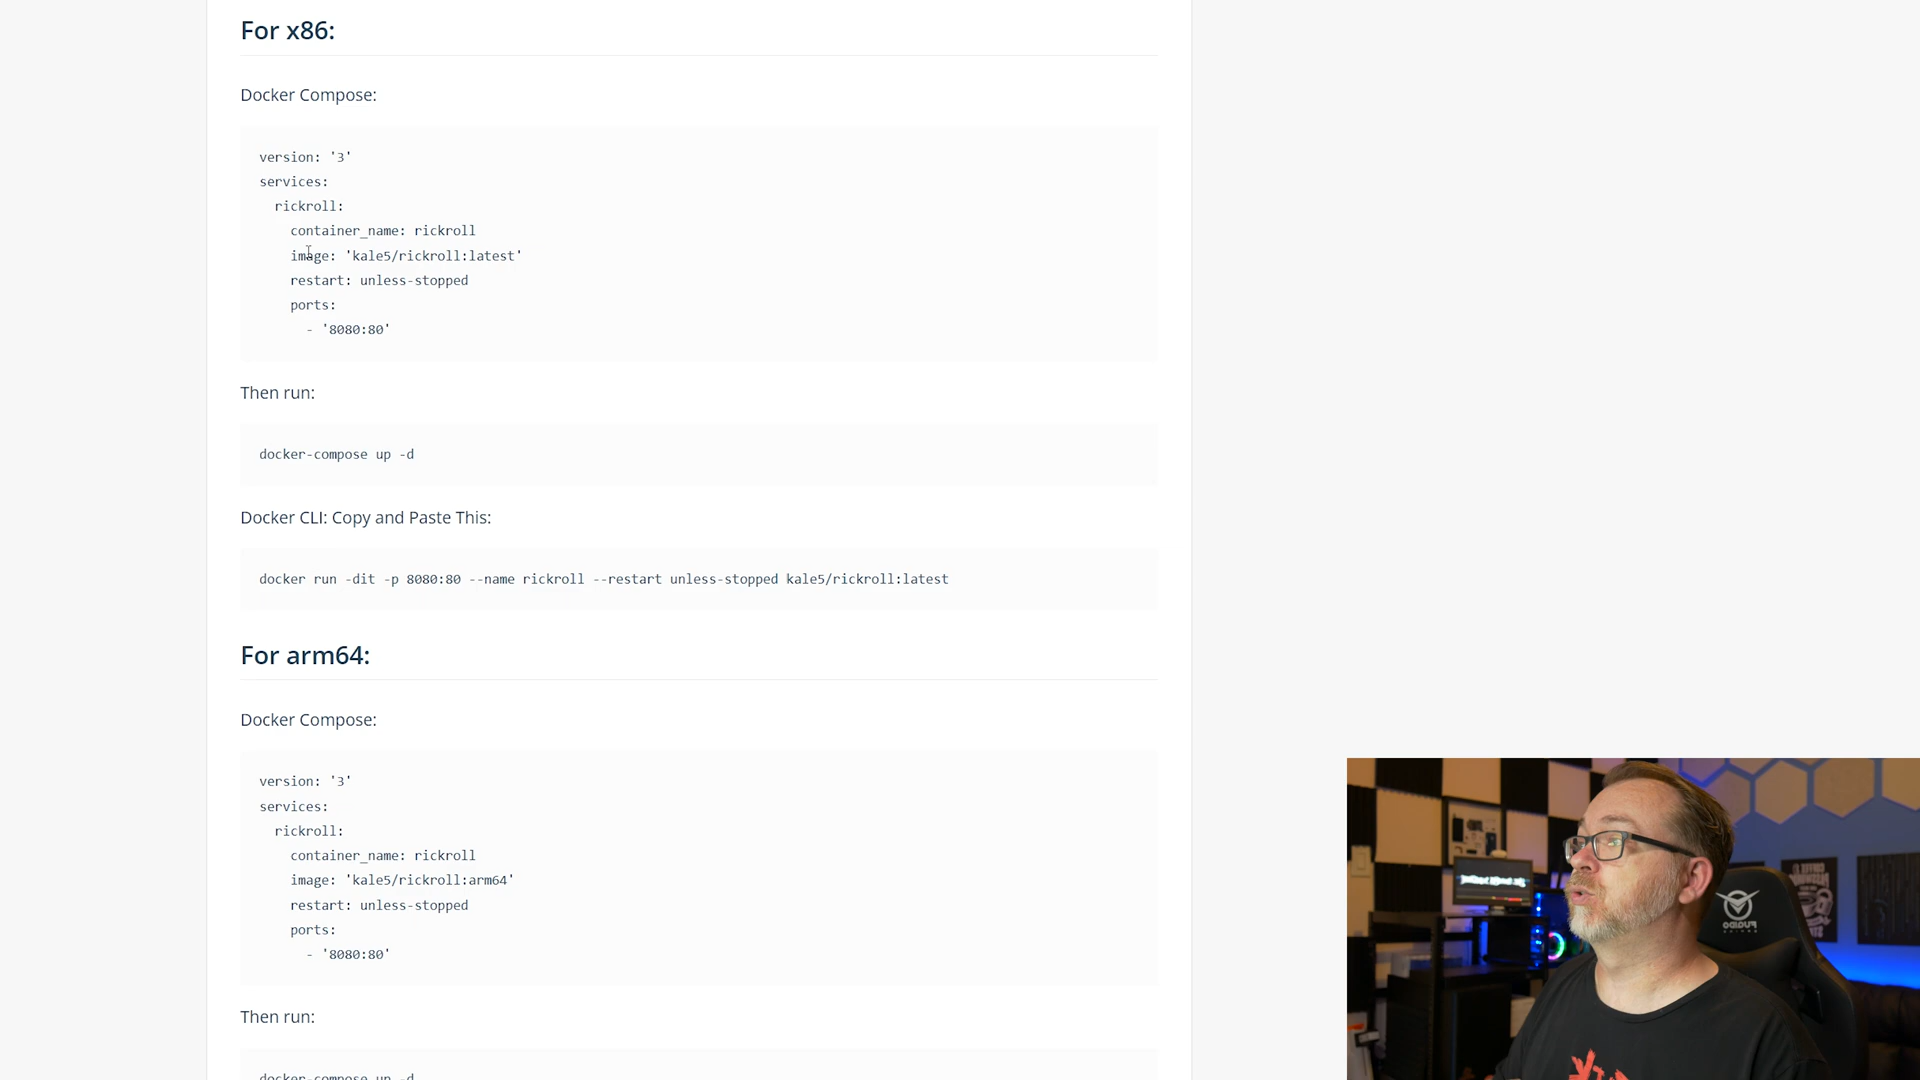 For x86:
Docker Compose:
version: '3'
services:
  rickroll:
    container_name: rickroll
    image: 'kale5/rickroll:latest'
    restart: unless-stopped
    ports:
      - '8080:80'
Then run:
docker-compose up -d
Docker CLI: Copy and Paste This:
docker run -dit -p 8080:80 --name rickroll --restart unless-stopped kale5/rickroll:latest
For arm64:
Docker Compose:
version: '3'
services:
  rickroll:
    container_name: rickroll
    image: 'kale5/rickroll:arm64'
    restart: unless-stopped
    ports:
      - '8080:80'
Then run:
docker-compose up -d